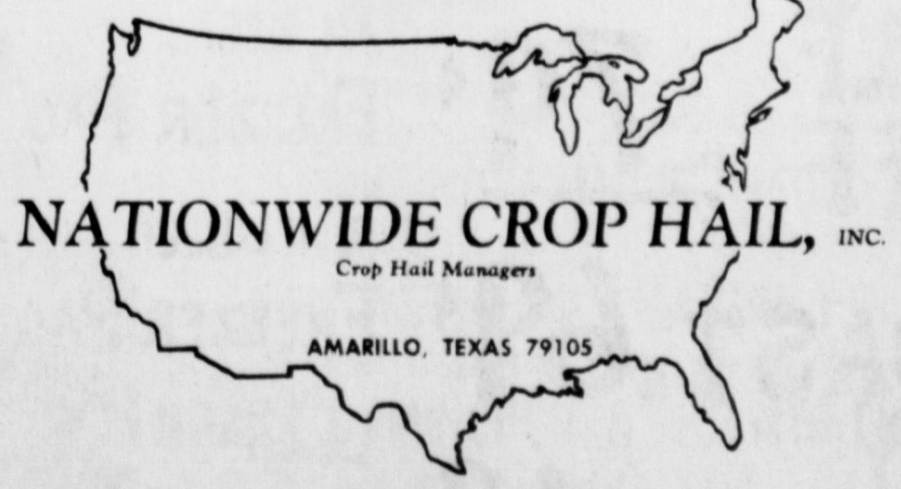 NATIONWIDE CROP HAIL, INC.
Crop Hail Managers
AMARILLO, TEXAS 79105